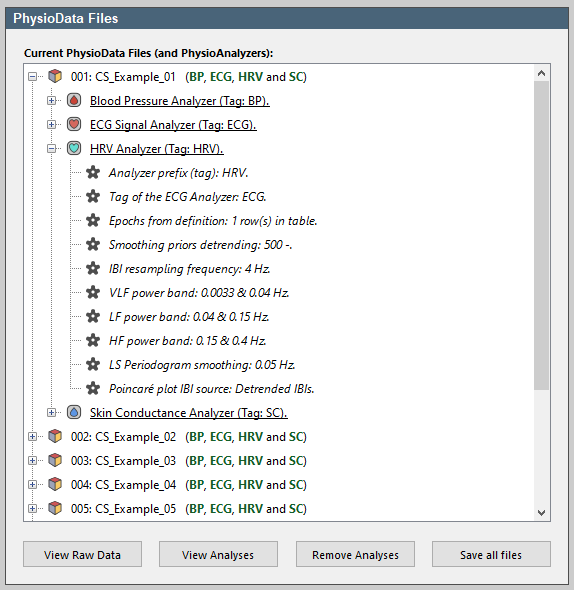 PhysioData Files
Current PhysioData Files (and PhysioAnalyzers):
001: CS_Example_01 (BP, ECG, HRV and SC)
Blood Pressure Analyzer (Tag: BP).
ECG Signal Analyzer (Tag: ECG).
HRV Analyzer (Tag: HRV).
Analyzer prefix (tag): HRV.
Tag of the ECG Analyzer: ECG.
Epochs from definition: 1 row(s) in table.
Smoothing priors detrending: 500 -.
IBI resampling frequency: 4 Hz.
VLF power band: 0.0033 & 0.04 Hz.
LF power band: 0.04 & 0.15 Hz.
HF power band: 0.15 & 0.4 Hz.
LS Periodogram smoothing: 0.05 Hz.
Poincaré plot IBI source: Detrended IBIs.
Skin Conductance Analyzer (Tag: SC).
002: CS_Example_02 (BP, ECG, HRV and SC)
003: CS_Example_03 (BP, ECG, HRV and SC)
004: CS_Example_04 (BP, ECG, HRV and SC)
005: CS_Example_05 (BP, ECG, HRV and SC)
View Raw Data View Analyses Remove Analyses Save all files